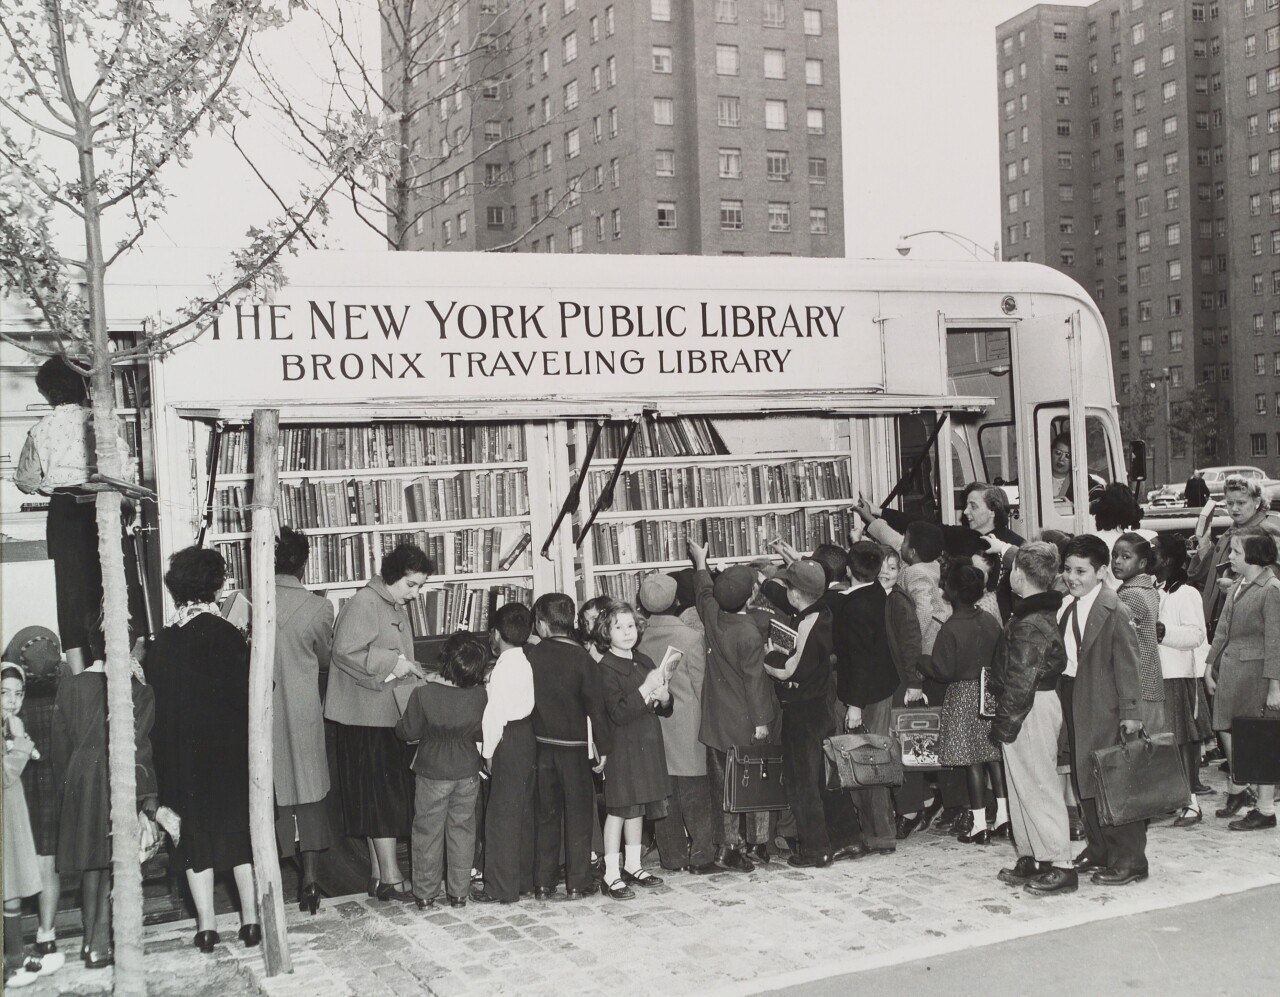 THE NEW YORK PUBLIC LIBRARY
BRONX TRAVELING LIBRARY